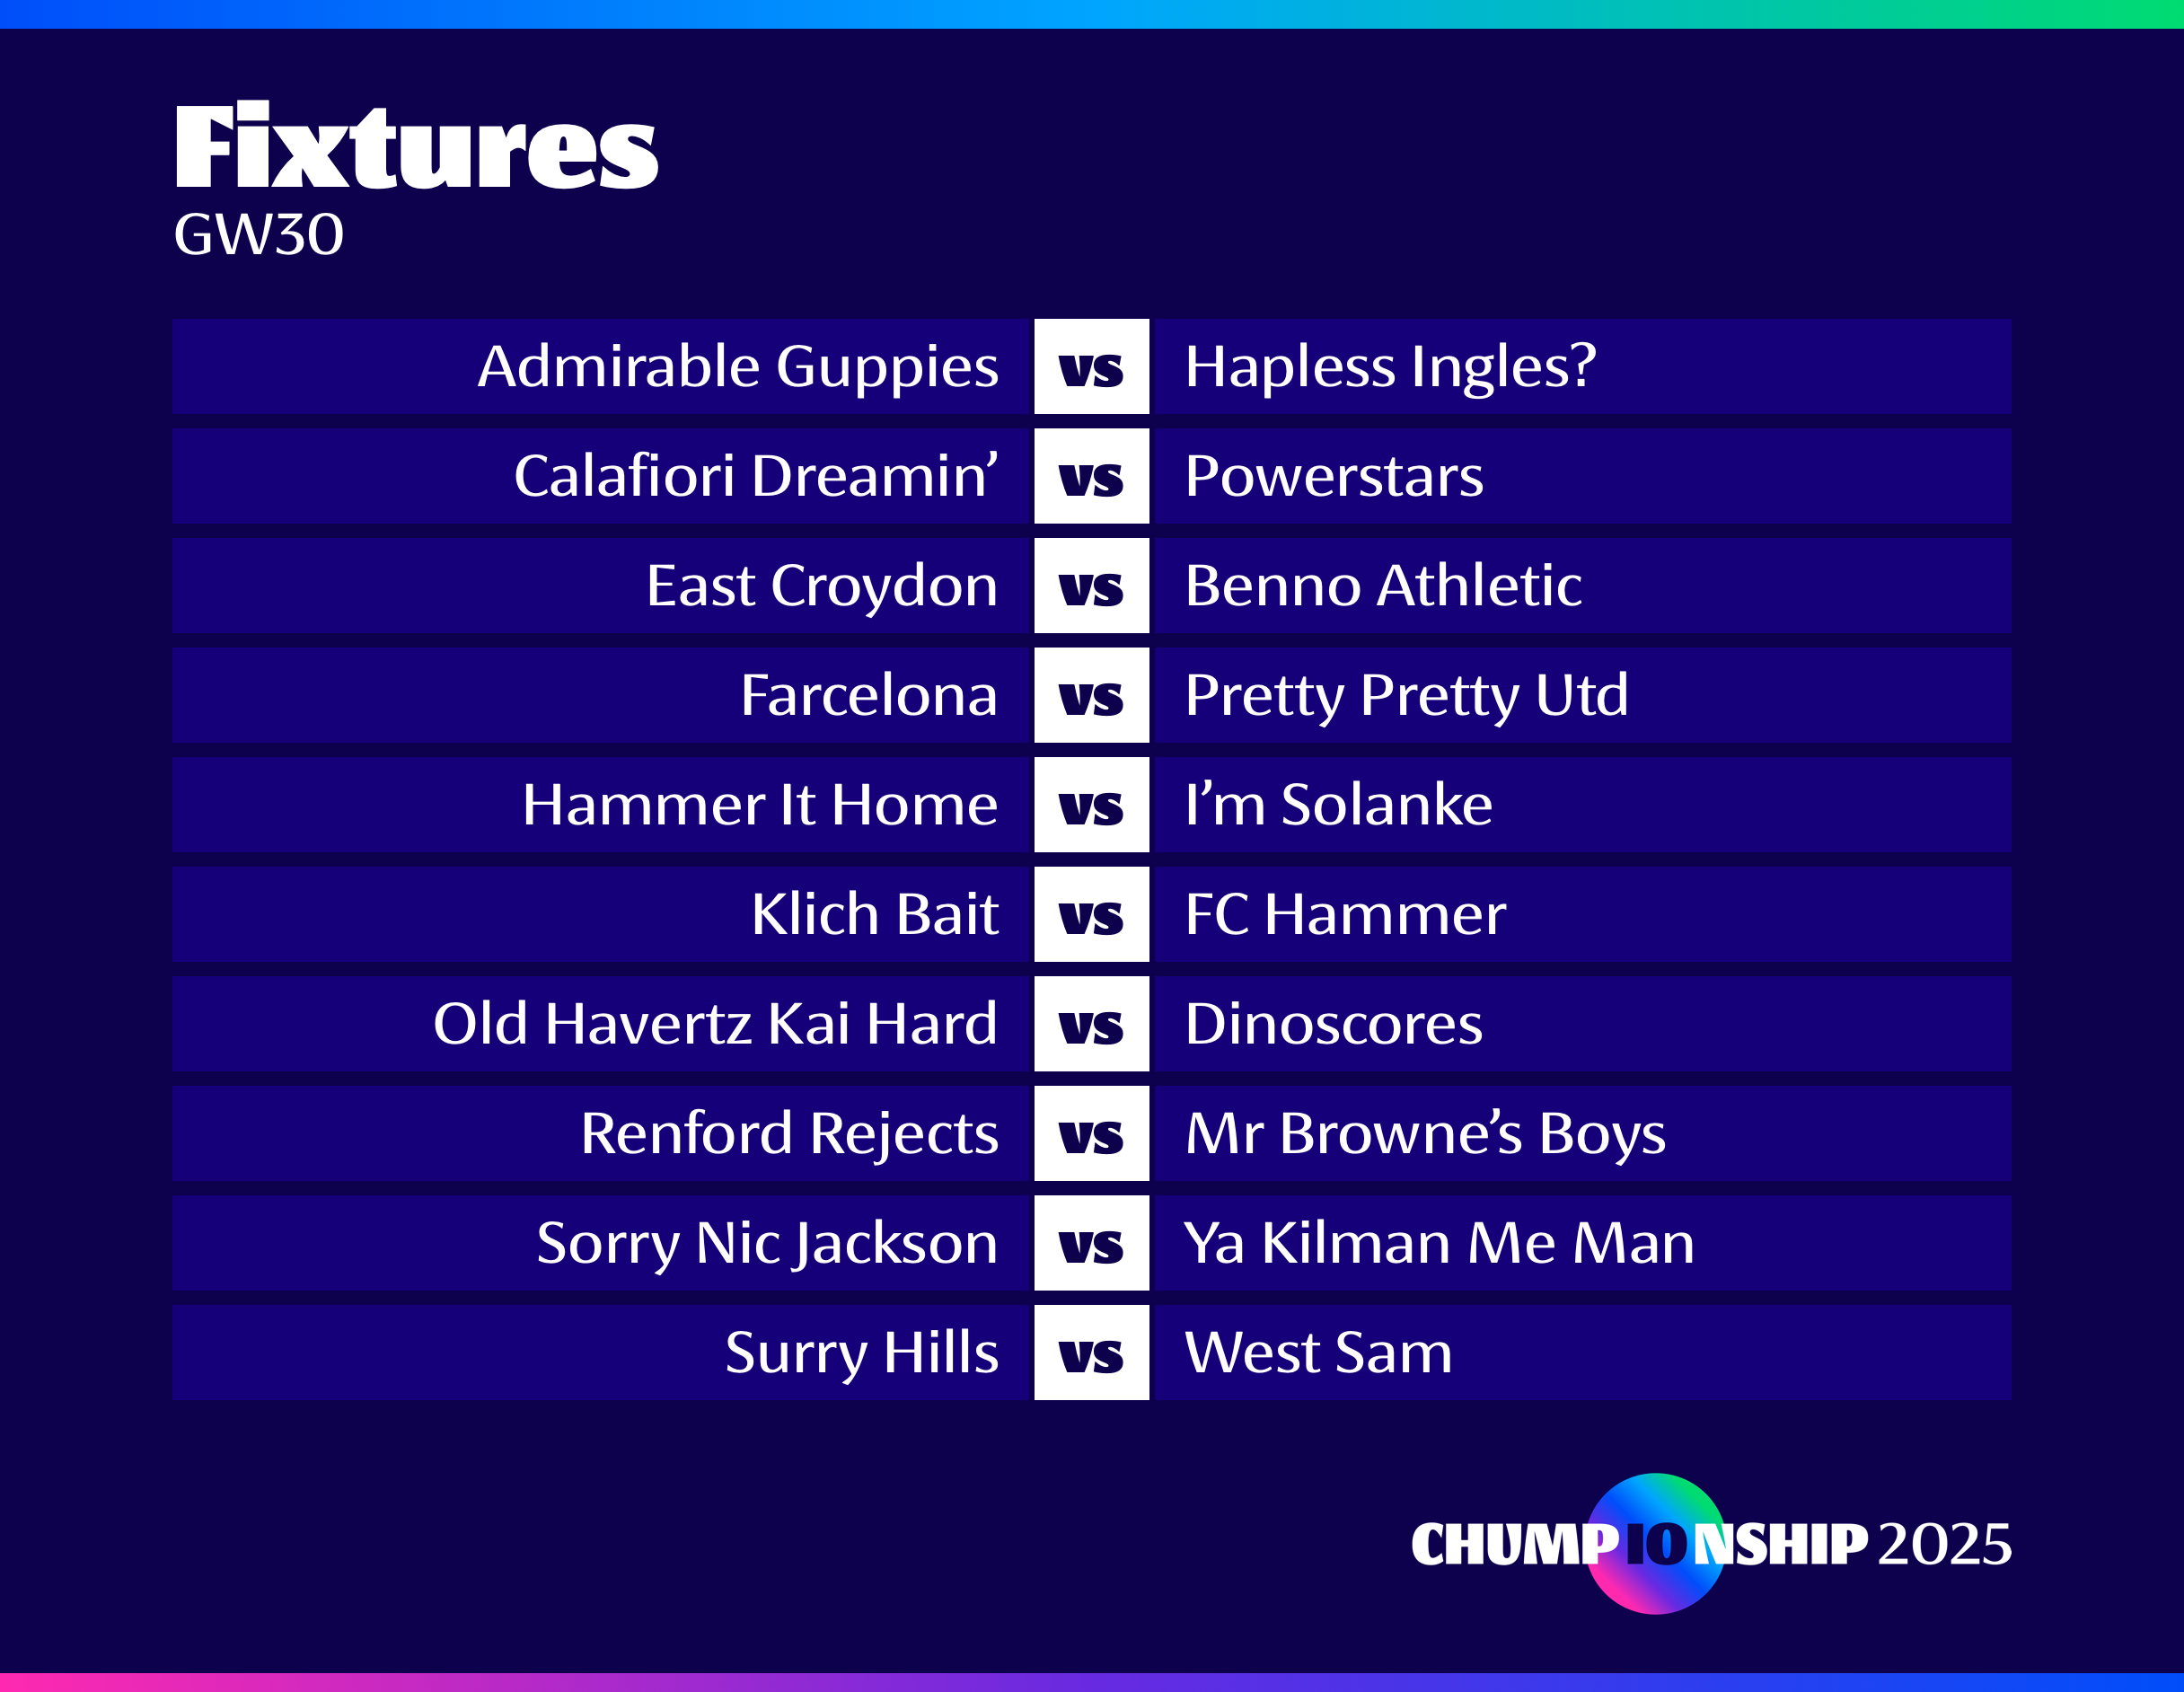 Fixtures
GW30
Admirable Guppies vs Hapless Ingles?
Calafiori Dreamin’ vs Powerstars
East Croydon vs Benno Athletic
Farcelona vs Pretty Pretty Utd
Hammer It Home vs I’m Solanke
Klich Bait vs FC Hammer
Old Havertz Kai Hard vs Dinoscores
Renford Rejects vs Mr Browne’s Boys
Sorry Nic Jackson vs Ya Kilman Me Man
Surry Hills vs West Sam
CHUMPIONSHIP 2025